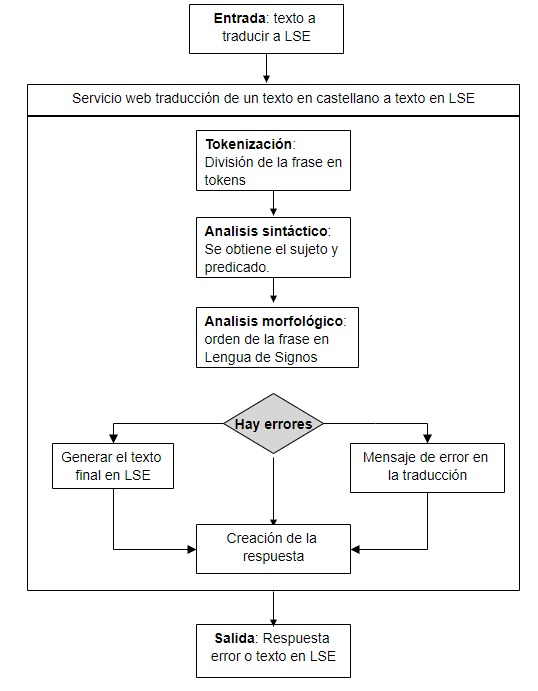 Entrada: texto a
traducir a LSE
Servicio web traducción de un texto en castellano a texto en LSE
Tokenización:
División de la frase en
tokens
Analisis sintáctico:
Se obtiene el sujeto y
predicado.
Analisis morfológico:
orden de la frase en
Lengua de Signos
Hay errores
Generar el texto
final en LSE
Mensaje de error en
la traducción
Creación de la
respuesta
Salida: Respuesta
error o texto en LSE